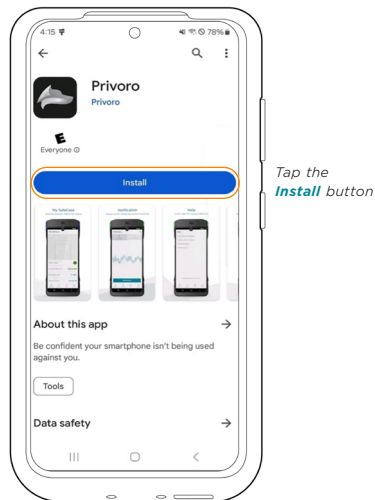 4:15
78%
Privoro
Privoro
E
Everyone
Install
My SafeCase
Verification
Help
About this app
Be confident your smartphone isn't being used
against you.
Tools
Data safety
Tap the
Install button